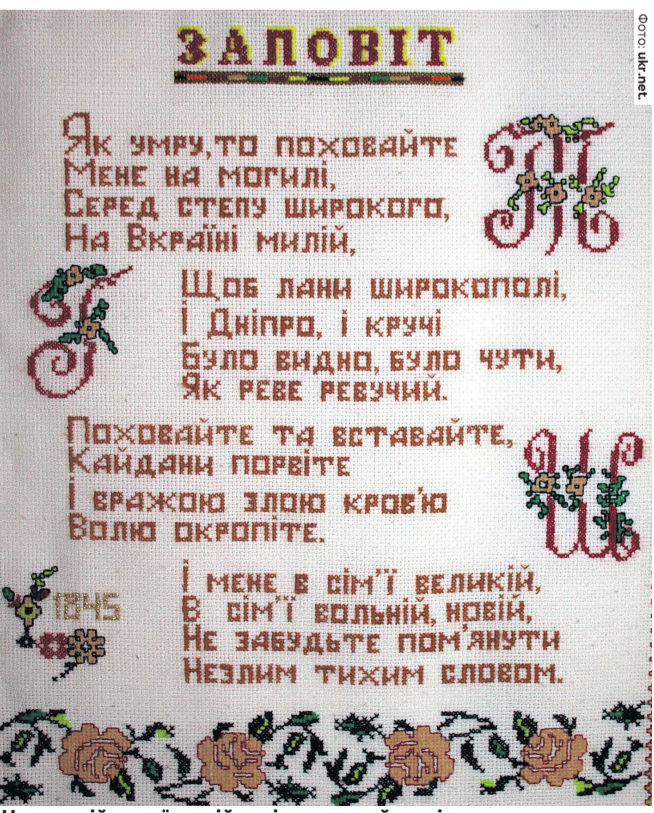 Фото: ukr.net.
ЗАПОВІТ
Як умру, то поховайте
Мене на могилі,
Серед степу широкого,
На Вкраїні милій,
Щоб лани широкополі,
І Дніпро, і кручі
Було видно, було чути,
Як реве ревучий.
Поховайте та вставайте,
Кайдани порвіте
І вражою злою кров'ю
Волю окропіте.
І мене в сім'ї великій,
В сім'ї вольній, новій,
Не забудьте пом'янути
Незлим тихим словом.
Т
Г
Ш
1845